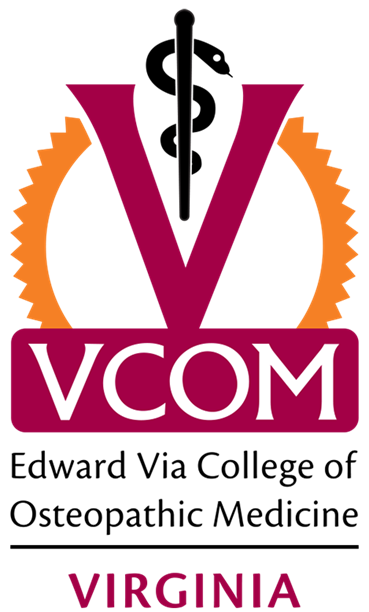 V
VCOM
Edward Via College of
Osteopathic Medicine
VIRGINIA